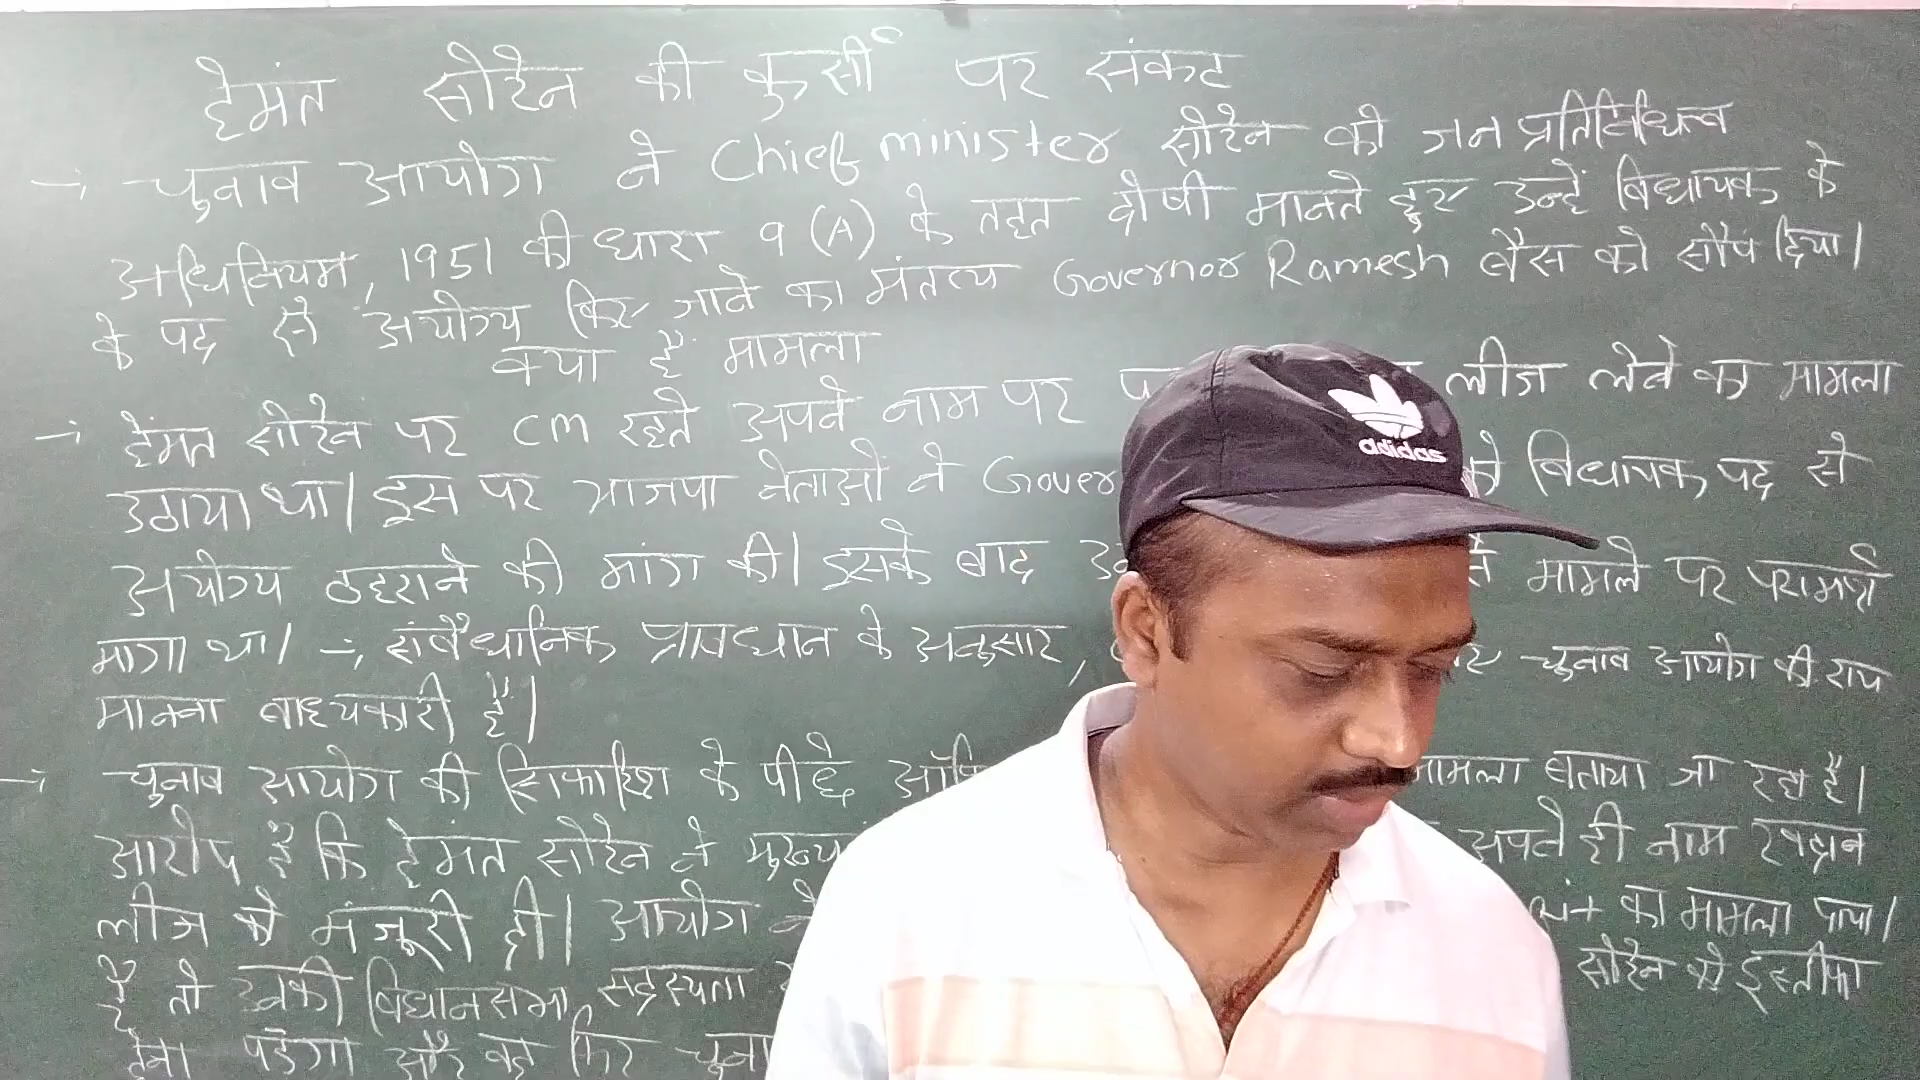 हेमंत सोरेन की कुर्सी पर संकट
→ चुनाव आयोग ने Chief minister सोरेन को जन प्रतिनिधित्व
अधिनियम, 1951 की धारा 9 (A) के तहत दोषी मानते हुए उन्हें विधायक के
के पद से अयोग्य किए जाने का मंतव्य Governor Ramesh बैस को सौंप दिया।
क्या है मामला
→ हेमंत सोरेन पर CM रहते अपने नाम पर लीज लेने का मामला
उठाया था। इस पर भाजपा नेताओं ने Gover को विधायक पद से
अयोग्य ठहराने की मांग की। इसके बाद मामले पर परामर्श
मांगा था। → संवैधानिक प्रावधान के अनुसार, चुनाव आयोग की राय
मानना बाध्यकारी है।
→ चुनाव आयोग की सिफारिश के पीछे मामला बताया जा रहा है।
आरोप है कि हेमंत सोरेन ने अपने ही नाम खदान
लीज को मंजूरी दी। आयोग का मामला पाया।
है तो उनकी विधानसभा सदस्यता सोरेन को इस्तीफा
देना पड़ेगा और वह फिर
adidas